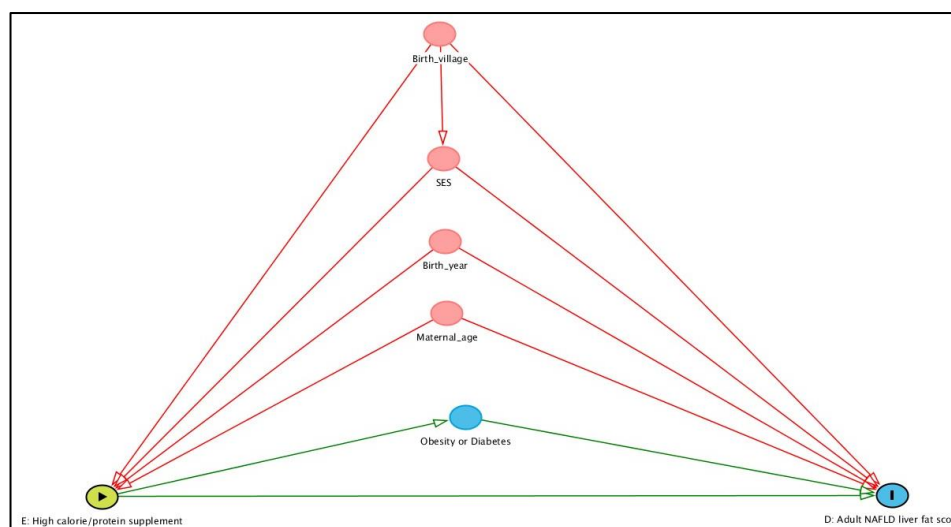 Birth_village
SES
Birth_year
Maternal_age
Obesity or Diabetes
E: High calorie/protein supplement
D: Adult NAFLD liver fat sco